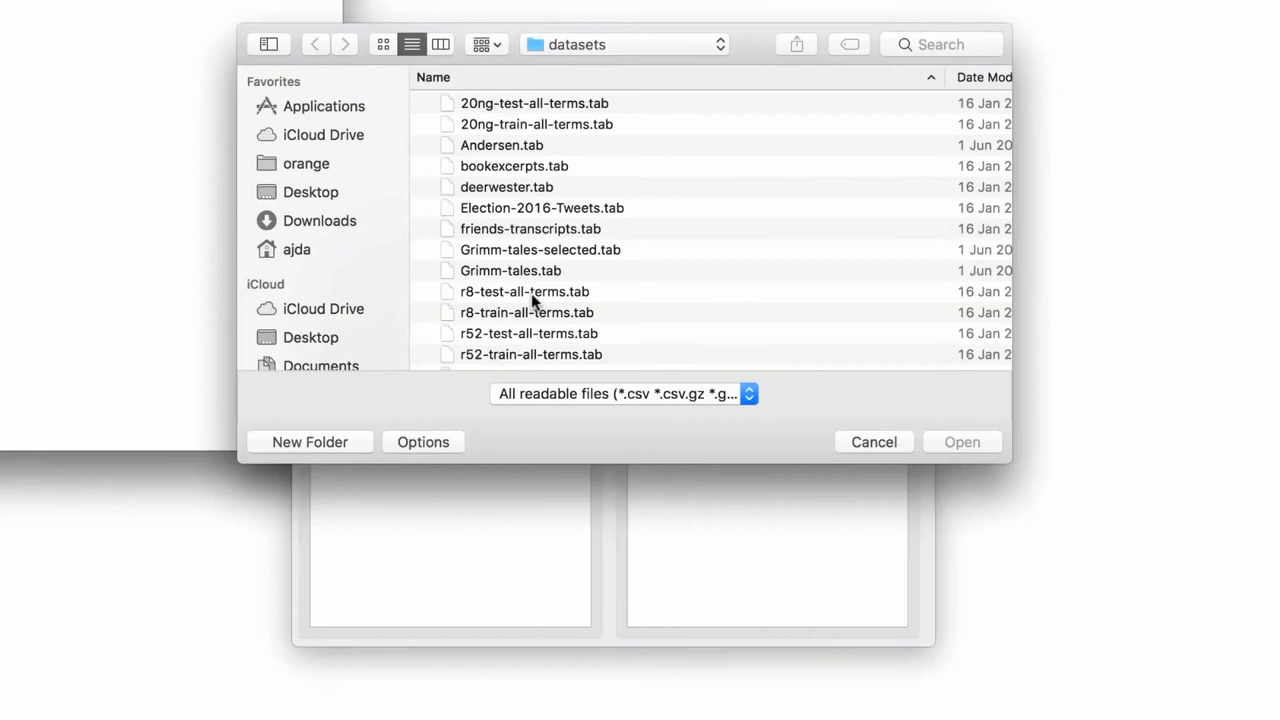 datasets
Search
Favorites
Applications
iCloud Drive
orange
Desktop
Downloads
ajda
iCloud
iCloud Drive
Desktop
Documents
Name
Date Mod
20ng-test-all-terms.tab 16 Jan 2
20ng-train-all-terms.tab 16 Jan 2
Andersen.tab 1 Jun 20
bookexcerpts.tab 16 Jan 2
deerwester.tab 16 Jan 2
Election-2016-Tweets.tab 16 Jan 2
friends-transcripts.tab 16 Jan 2
Grimm-tales-selected.tab 1 Jun 20
Grimm-tales.tab 1 Jun 20
r8-test-all-terms.tab 16 Jan 2
r8-train-all-terms.tab 16 Jan 2
r52-test-all-terms.tab 16 Jan 2
r52-train-all-terms.tab 16 Jan 2
All readable files (*.csv *.csv.gz *.g...
New Folder
Options
Cancel
Open